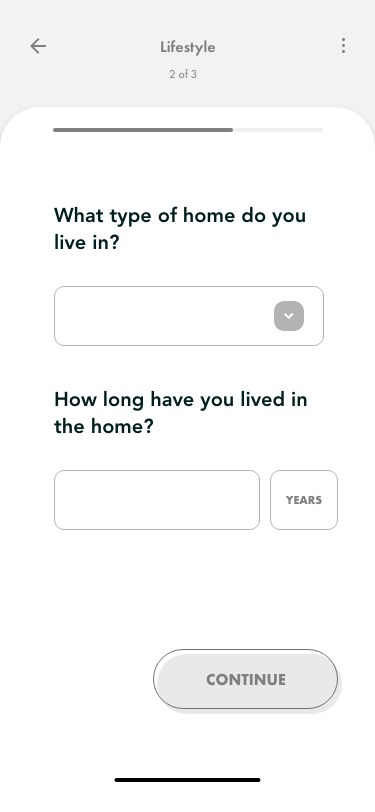 Lifestyle
2 of 3
What type of home do you
live in?
How long have you lived in
the home?
YEARS
CONTINUE